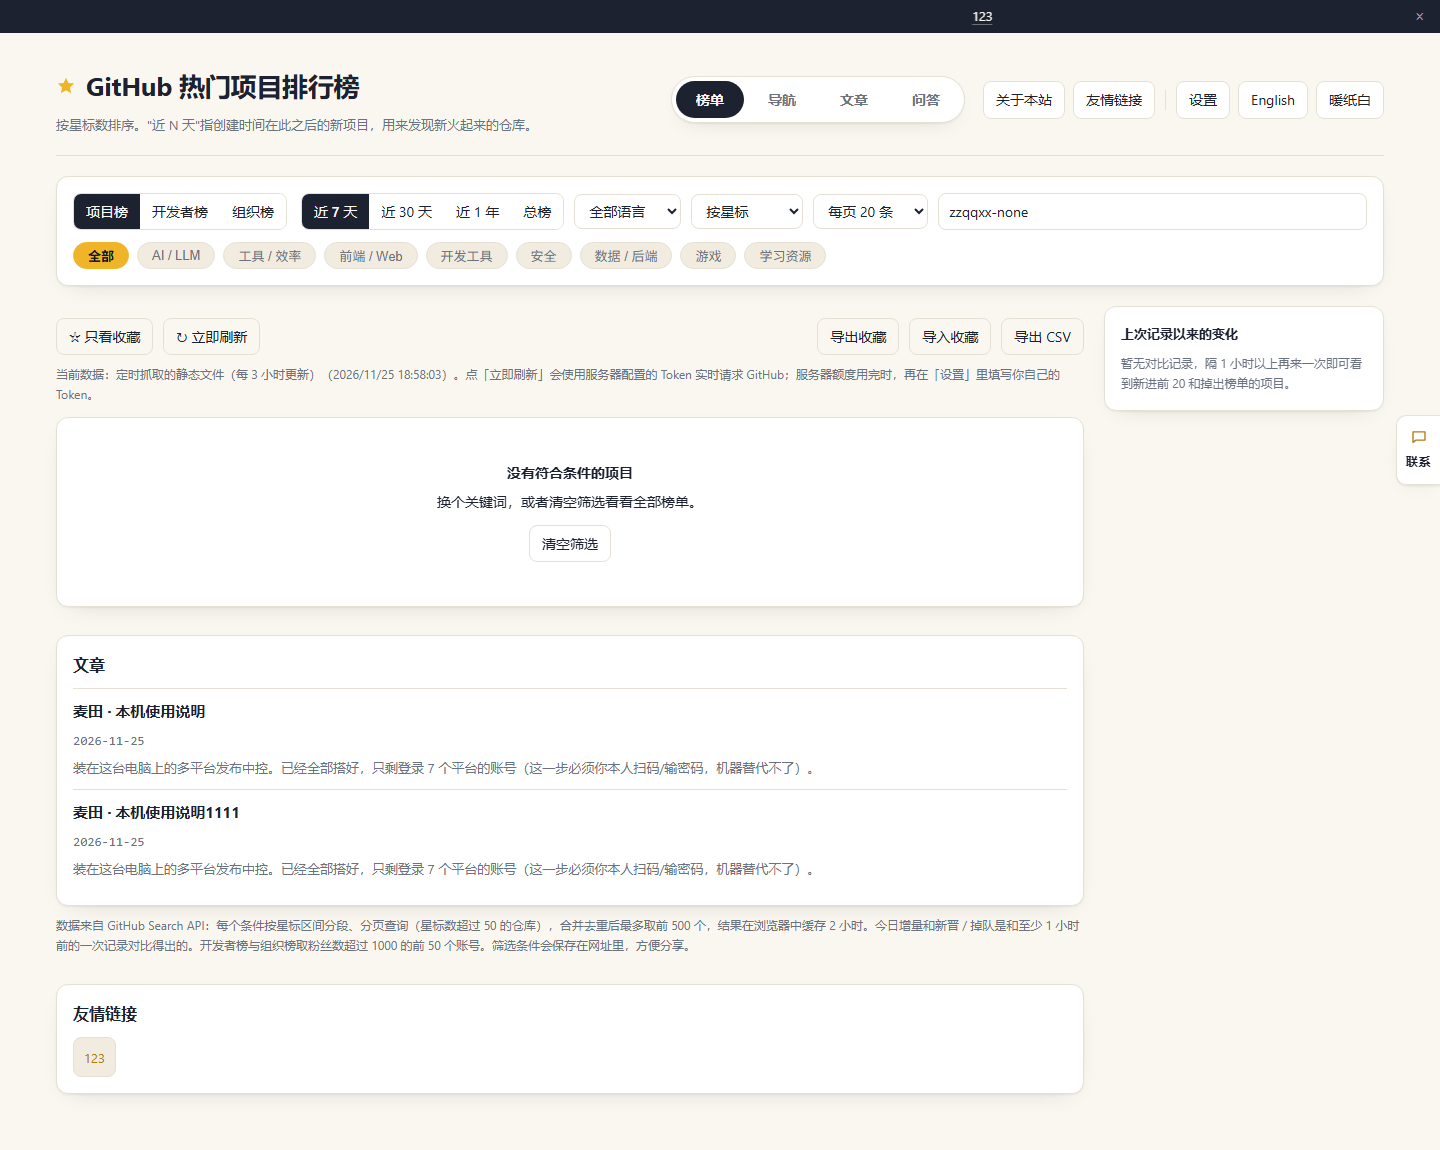 123
×
GitHub 热门项目排行榜
按星标数排序。"近 N 天"指创建时间在此之后的新项目，用来发现新火起来的仓库。
榜单 导航 文章 问答 关于本站 友情链接 设置 English 暖纸白
项目榜 开发者榜 组织榜 近 7 天 近 30 天 近 1 年 总榜 全部语言 按星标 每页 20 条 zzqqxx-none
全部 AI / LLM 工具 / 效率 前端 / Web 开发工具 安全 数据 / 后端 游戏 学习资源
☆ 只看收藏 ↻ 立即刷新 导出收藏 导入收藏 导出 CSV
当前数据：定时抓取的静态文件（每 3 小时更新）（2026/11/25 18:58:03）。点「立即刷新」会使用服务器配置的 Token 实时请求 GitHub；服务器额度用完时，再在「设置」里填写你自己的
Token。
上次记录以来的变化
暂无对比记录，隔 1 小时以上再来一次即可看
到新进前 20 和掉出榜单的项目。
联系
没有符合条件的项目
换个关键词，或者清空筛选看看全部榜单。
清空筛选
文章
麦田 · 本机使用说明
2026-11-25
装在这台电脑上的多平台发布中控。已经全部搭好，只剩登录 7 个平台的账号（这一步必须你本人扫码/输密码，机器替代不了）。
麦田 · 本机使用说明1111
2026-11-25
装在这台电脑上的多平台发布中控。已经全部搭好，只剩登录 7 个平台的账号（这一步必须你本人扫码/输密码，机器替代不了）。
数据来自 GitHub Search API：每个条件按星标区间分段、分页查询（星标数超过 50 的仓库），合并去重后最多取前 500 个，结果在浏览器中缓存 2 小时。今日增量和新晋 / 掉队是和至少 1 小时
前的一次记录对比得出的。开发者榜与组织榜取粉丝数超过 1000 的前 50 个账号。筛选条件会保存在网址里，方便分享。
友情链接
123